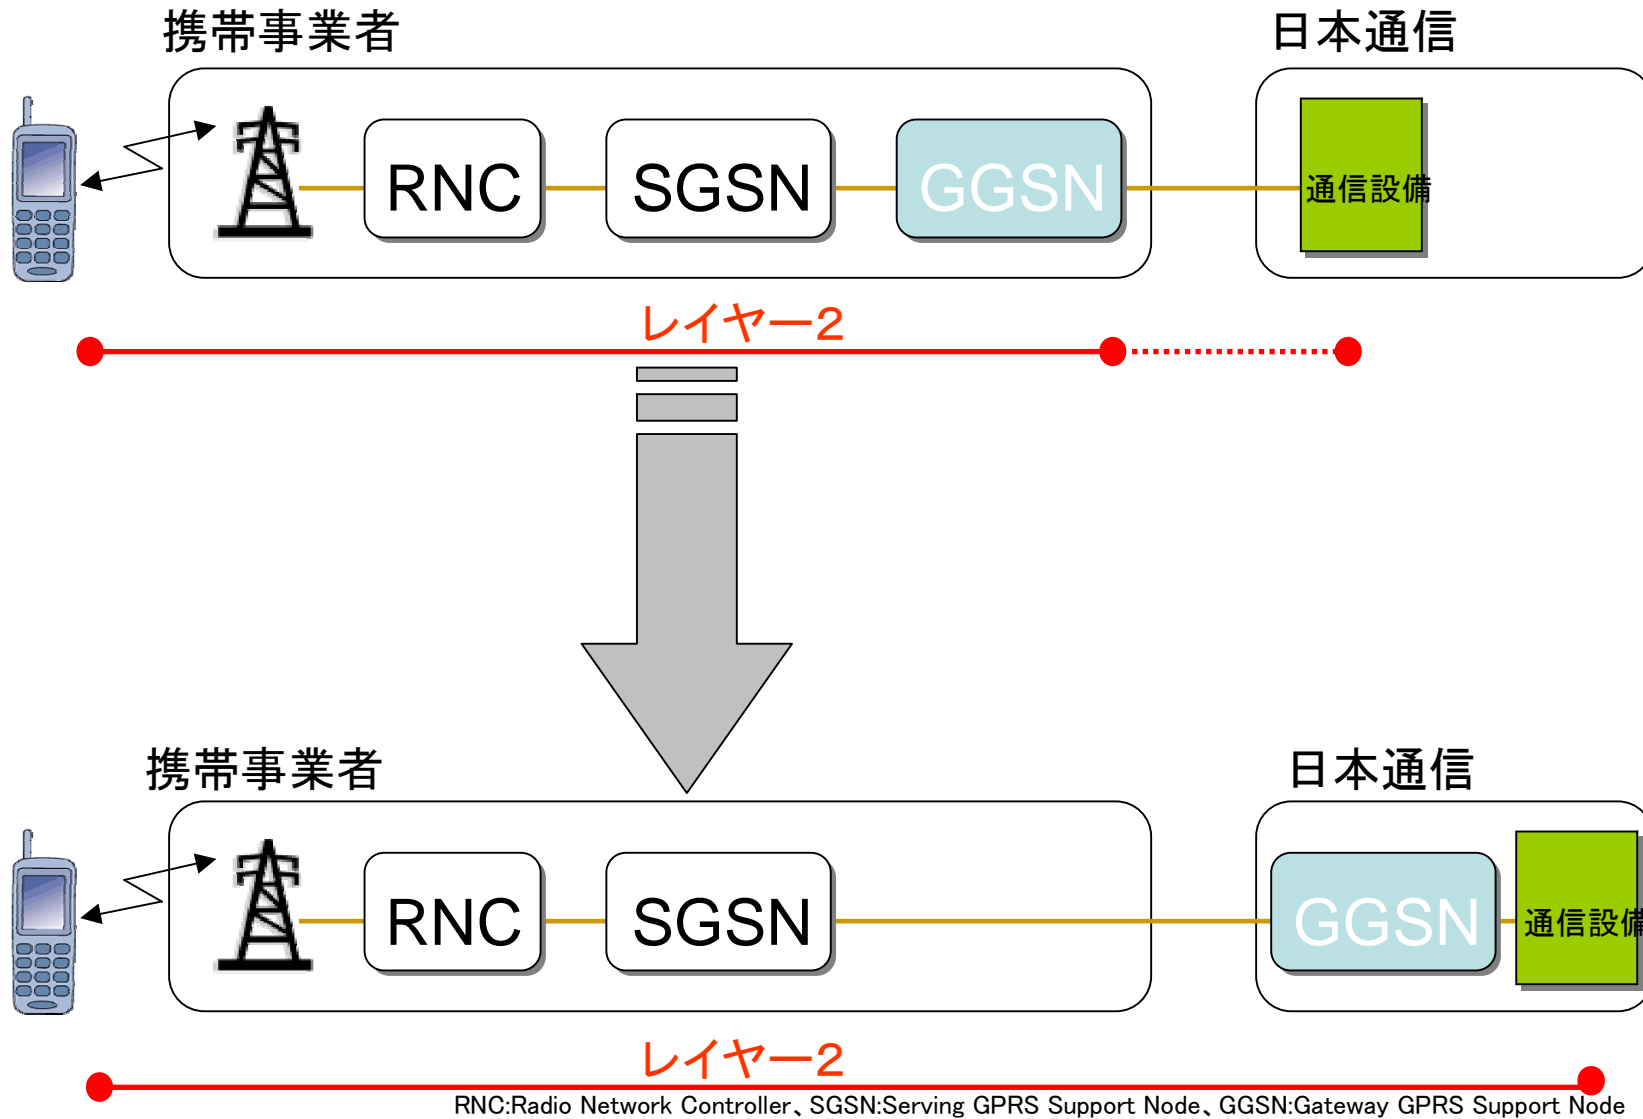 携帯事業者
日本通信
RNC
SGSN
GGSN
通信設備
レイヤー2
携帯事業者
日本通信
RNC
SGSN
GGSN
通信設備
レイヤー2
RNC:Radio Network Controller、SGSN:Serving GPRS Support Node、GGSN:Gateway GPRS Support Node